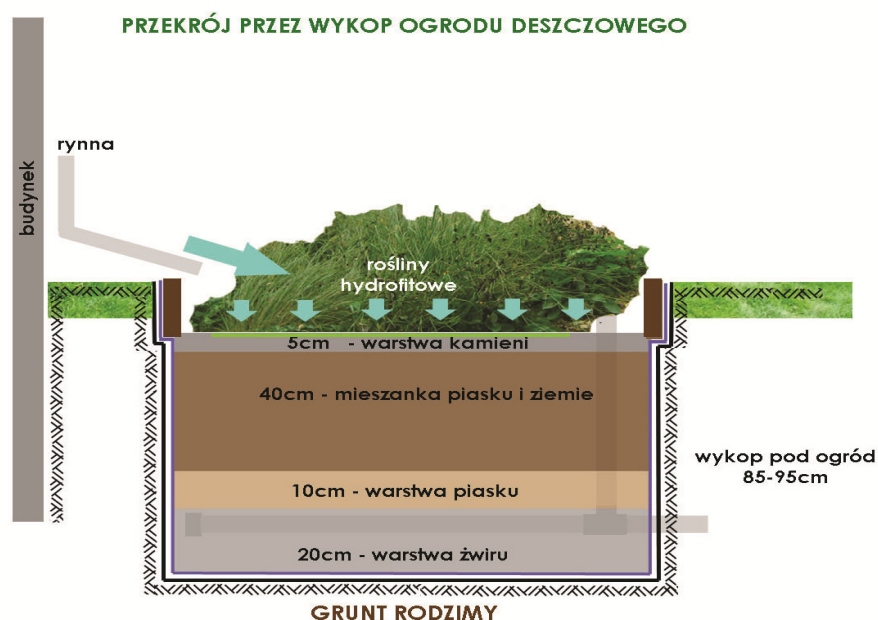 PRZEKRÓJ PRZEZ WYKOP OGRODU DESZCZOWEGO
rynna
budynek
rośliny
hydrofitowe
5cm - warstwa kamieni
40cm - mieszanka piasku i ziemie
wykop pod ogród
85-95cm
10cm - warstwa piasku
20cm - warstwa żwiru
GRUNT RODZIMY